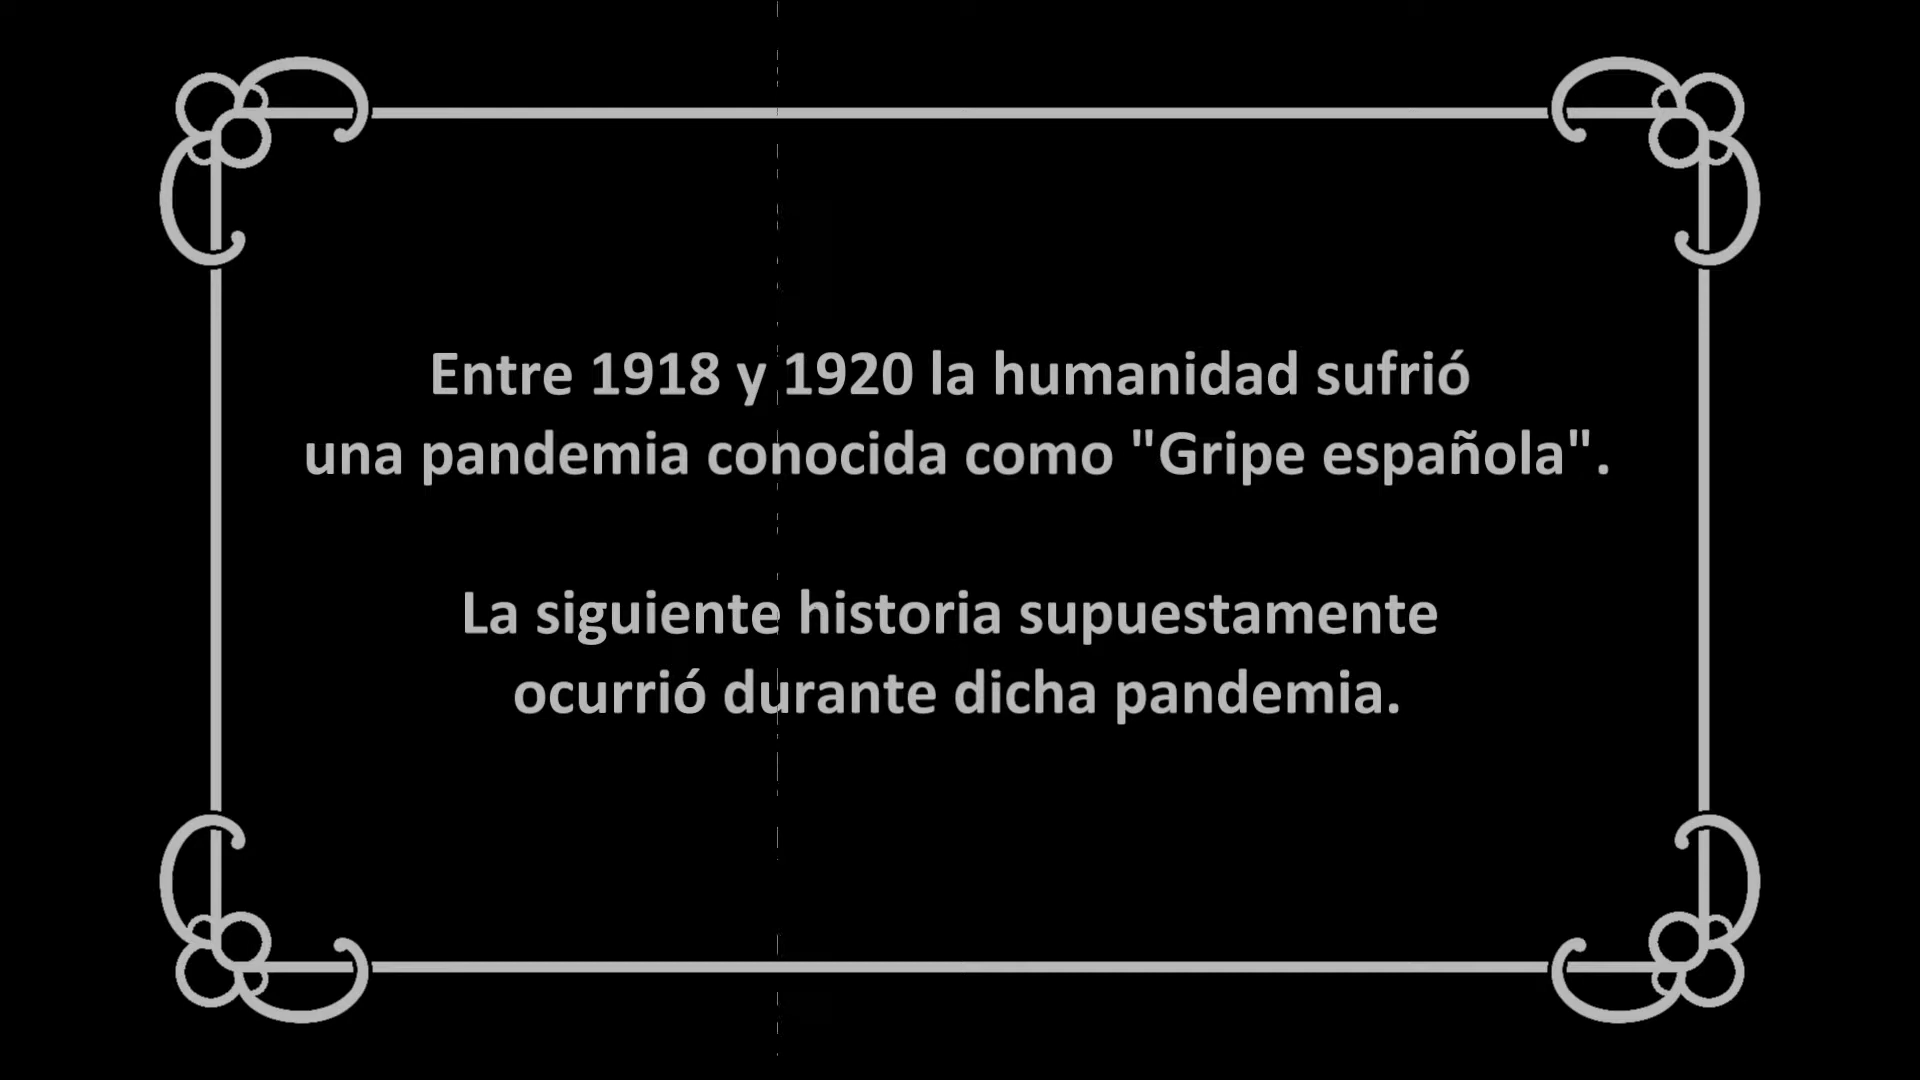 Entre 1918 y 1920 la humanidad sufrió
una pandemia conocida como "Gripe española".
La siguiente historia supuestamente
ocurrió durante dicha pandemia.